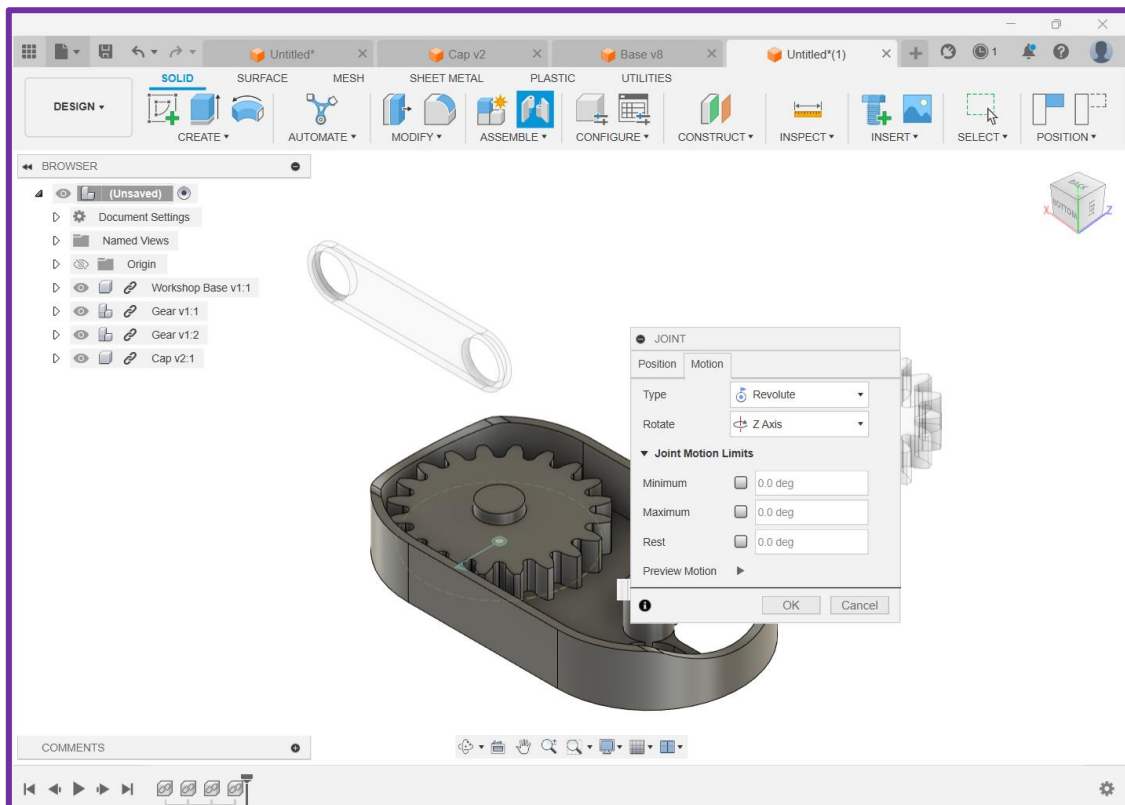 Untitled*
Cap v2
Base v8
Untitled*(1)
1
DESIGN
SOLID SURFACE MESH SHEET METAL PLASTIC UTILITIES
CREATE AUTOMATE MODIFY ASSEMBLE CONFIGURE CONSTRUCT INSPECT INSERT SELECT POSITION
BROWSER
(Unsaved)
Document Settings
Named Views
Origin
Workshop Base v1:1
Gear v1:1
Gear v1:2
Cap v2:1
BACK
BOTTOM
X
Z
JOINT
Position Motion
Type Revolute
Rotate Z Axis
Joint Motion Limits
Minimum 0.0 deg
Maximum 0.0 deg
Rest 0.0 deg
Preview Motion
OK Cancel
COMMENTS